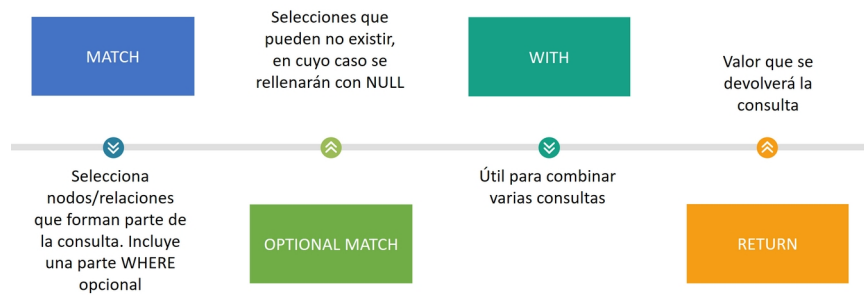 MATCH
Selecciona
nodos/relaciones
que forman parte de
la consulta. Incluye
una parte WHERE
opcional
Selecciones que
pueden no existir,
en cuyo caso se
rellenarán con NULL
OPTIONAL MATCH
WITH
Útil para combinar
varias consultas
Valor que se
devolverá la
consulta
RETURN